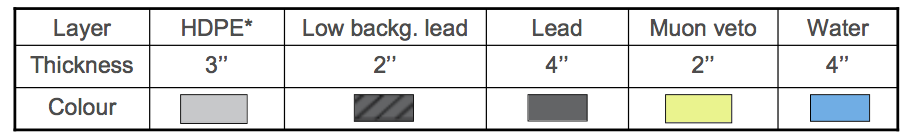 Layer HDPE* Low backg. lead Lead Muon veto Water
Thickness 3’’ 2’’ 4’’ 2’’ 4’’
Colour